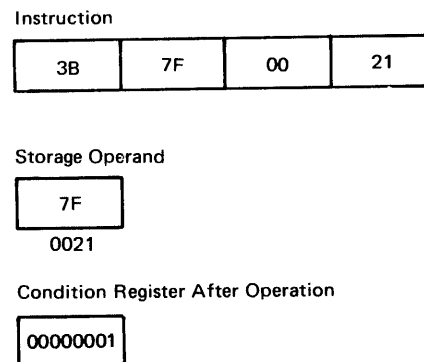 Instruction
3B 7F 00 21
Storage Operand
7F
0021
Condition Register After Operation
00000001